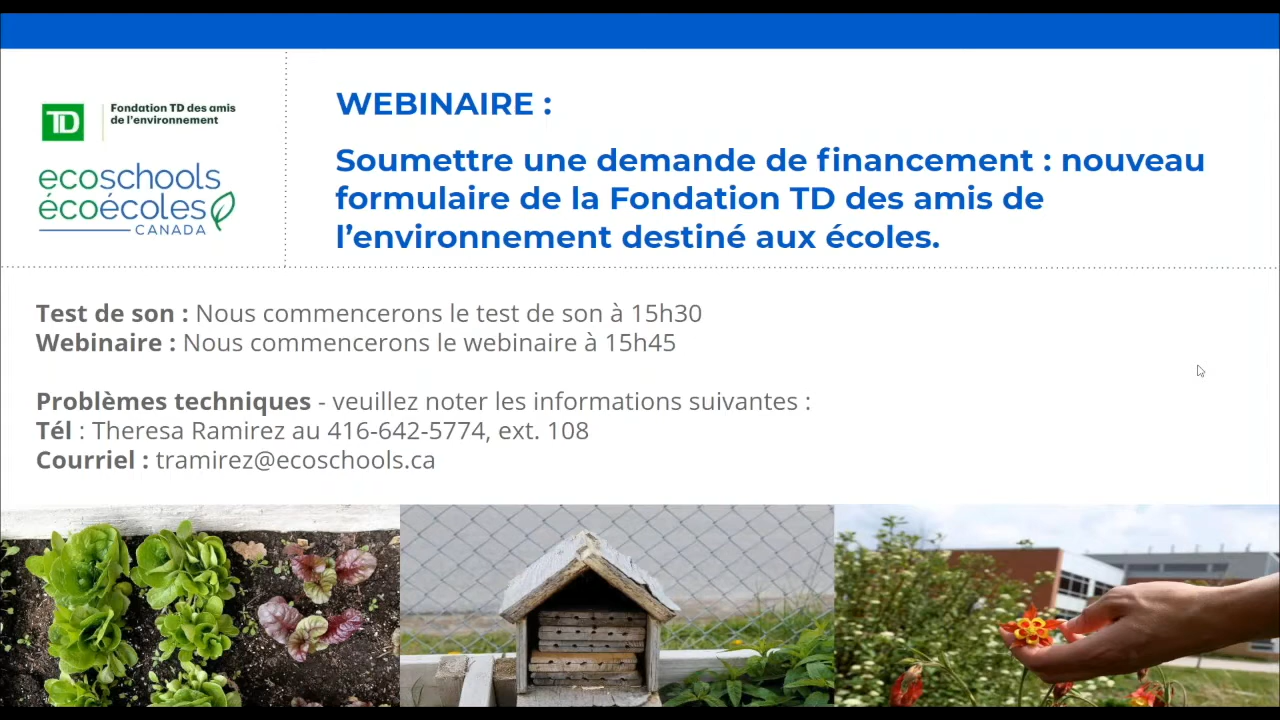 TD
Fondation TD des amis
de l'environnement
ecoschools
écoécoles
CANADA
WEBINAIRE :
Soumettre une demande de financement : nouveau
formulaire de la Fondation TD des amis de
l’environnement destiné aux écoles.
Test de son : Nous commencerons le test de son à 15h30
Webinaire : Nous commencerons le webinaire à 15h45
Problèmes techniques - veuillez noter les informations suivantes :
Tél : Theresa Ramirez au 416-642-5774, ext. 108
Courriel : tramirez@ecoschools.ca